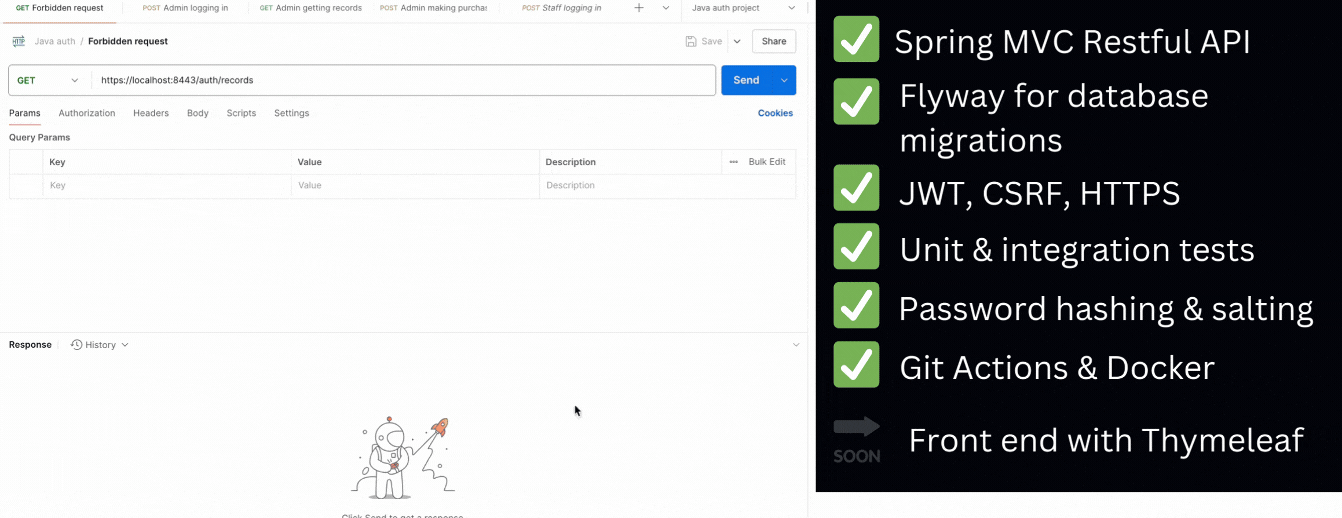 GET Forbidden request
POST Admin logging in
GET Admin getting records
POST Admin making purchas
POST Staff logging in
Java auth project
HTTP Java auth / Forbidden request
Save
Share
GET
https://localhost:8443/auth/records
Send
Params Authorization Headers Body Scripts Settings
Cookies
Query Params
Key Value Description ••• Bulk Edit
Key Value Description
Response History
Click Send to get a response
Spring MVC Restful API
Flyway for database
migrations
JWT, CSRF, HTTPS
Unit & integration tests
Password hashing & salting
Git Actions & Docker
SOON Front end with Thymeleaf